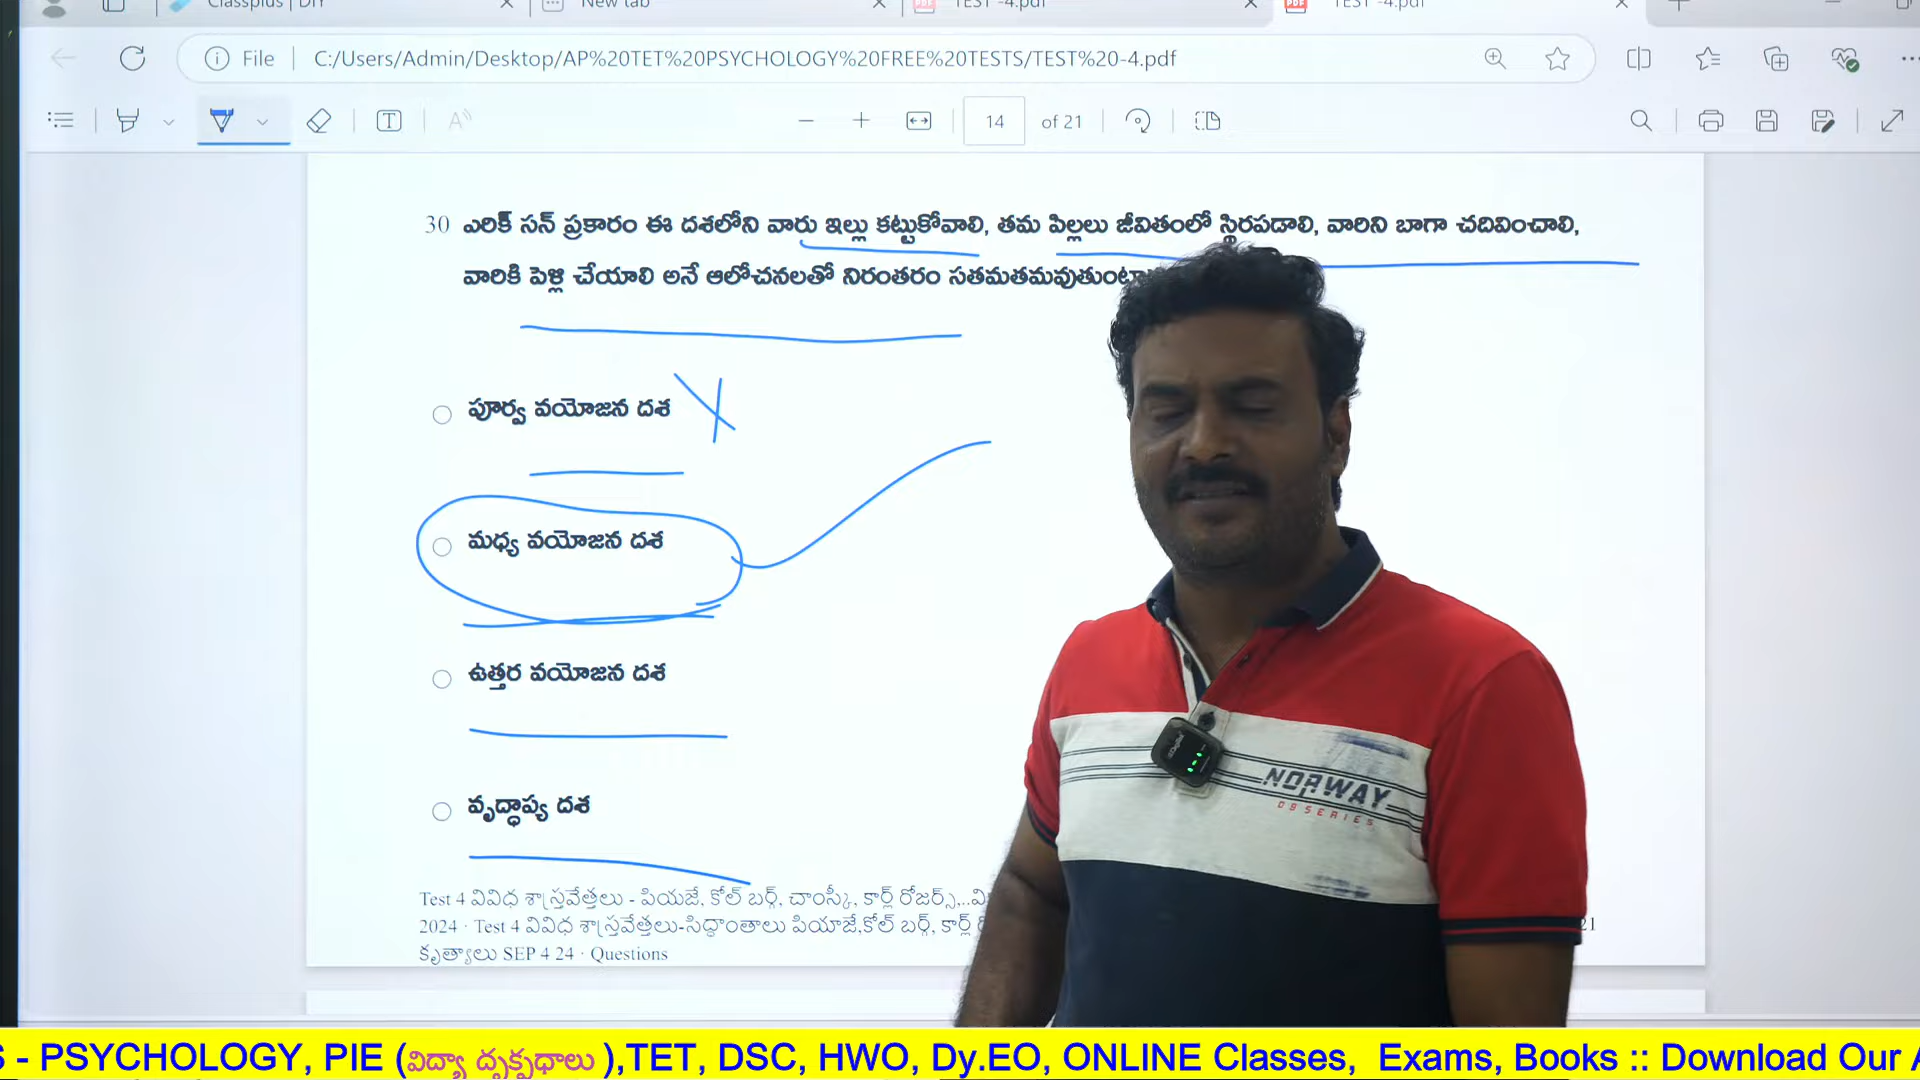 Classplus | DIY
New tab
TEST -4.pdf
TEST -4.pdf
File
C:/Users/Admin/Desktop/AP%20TET%20PSYCHOLOGY%20FREE%20TESTS/TEST%20-4.pdf
14 of 21
30 ఎరిక్ సన్ ప్రకారం ఈ దశలోని వారు ఇల్లు కట్టుకోవాలి, తమ పిల్లలు జీవితంలో స్థిరపడాలి, వారిని బాగా చదివించాలి,
వారికి పెళ్లి చేయాలి అనే ఆలోచనలతో నిరంతరం
పూర్వ వయోజన దశ
మధ్య వయోజన దశ
ఉత్తర వయోజన దశ
వృద్ధాప్య దశ
NORWAY
DB SERIES
Test 4 వివిధ శాస్త్రవేత్తలు - పియజే, కోల్ బర్గ్, చాంస్కీ, కార్ల్ రోజర్స్,..
2024 · Test 4 వివిధ శాస్త్రవేత్తలు-సిద్ధాంతాలు పియాజే,కోల్ బర్గ్, కార్ల్
21
కృత్యాలు SEP 4 24 · Questions
- PSYCHOLOGY, PIE (విద్యా దృక్పథాలు ),TET, DSC, HWO, Dy.EO, ONLINE Classes, Exams, Books :: Download Our